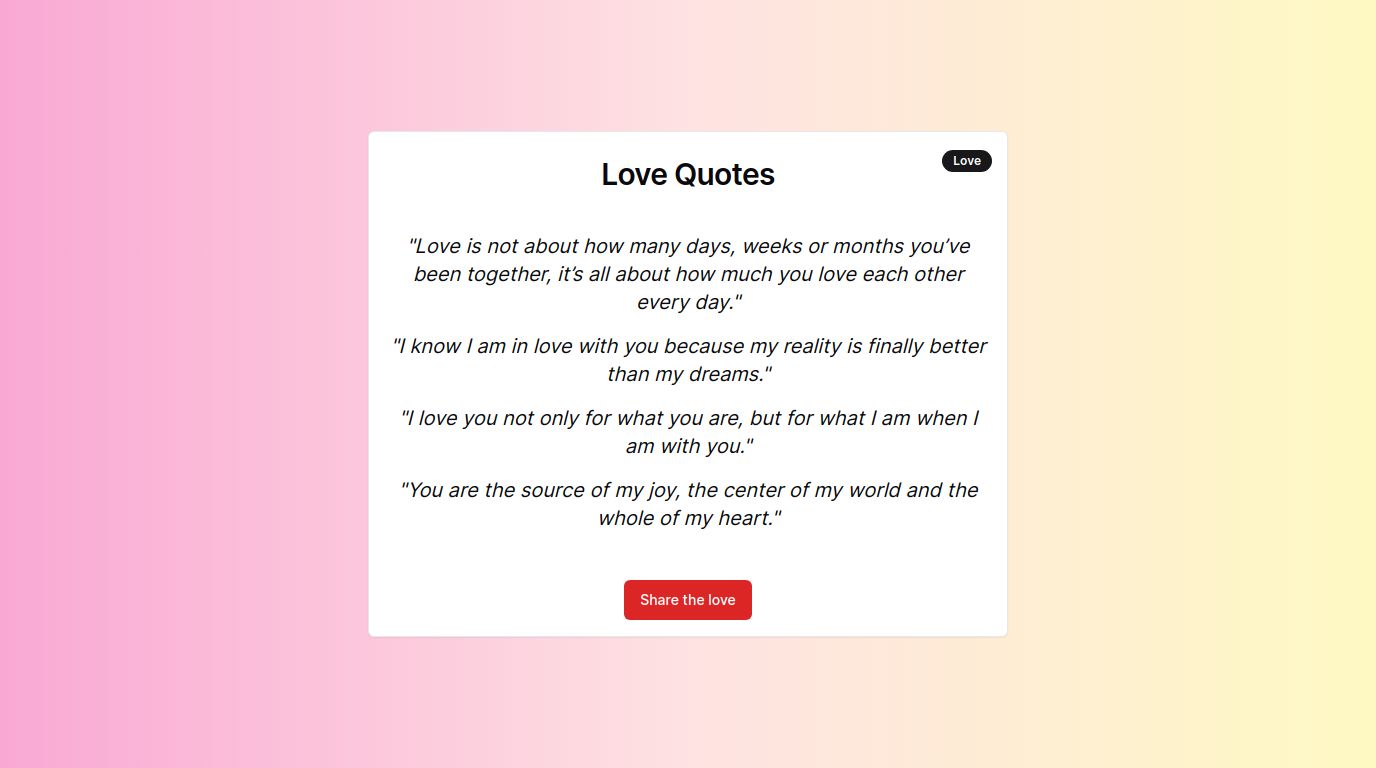 Love
Love Quotes
"Love is not about how many days, weeks or months you’ve
been together, it’s all about how much you love each other
every day."
"I know I am in love with you because my reality is finally better
than my dreams."
"I love you not only for what you are, but for what I am when I
am with you."
"You are the source of my joy, the center of my world and the
whole of my heart."
Share the love